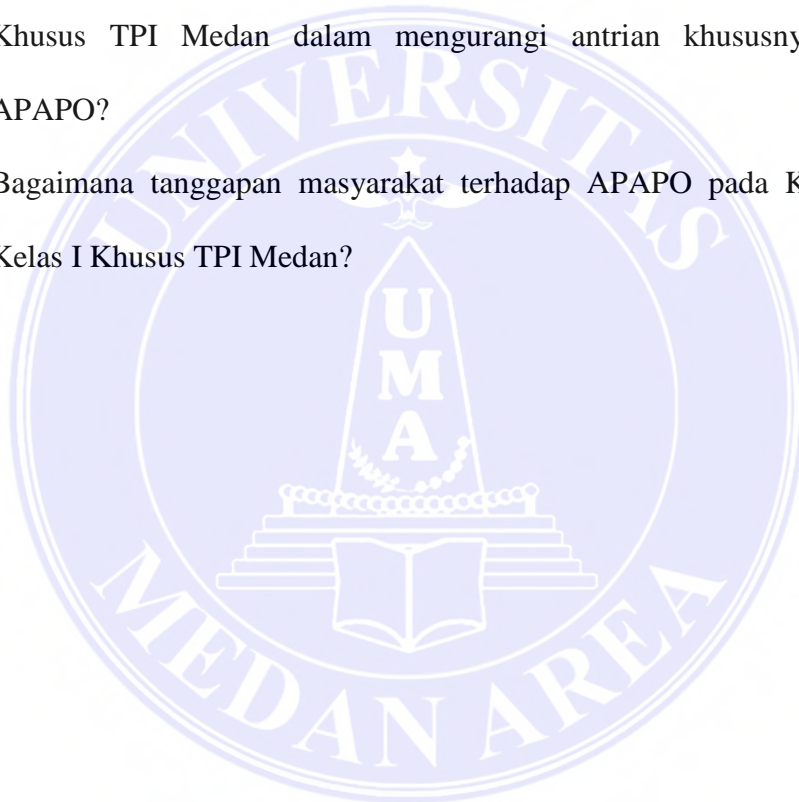 Khusus TPI Medan dalam mengurangi antrian
APAPO?
Bagaimana tanggapan masyarakat terhadap APAPO pada
Kelas I Khusus TPI Medan?
UNIVERSITAS
UMA
MEDAN AREA